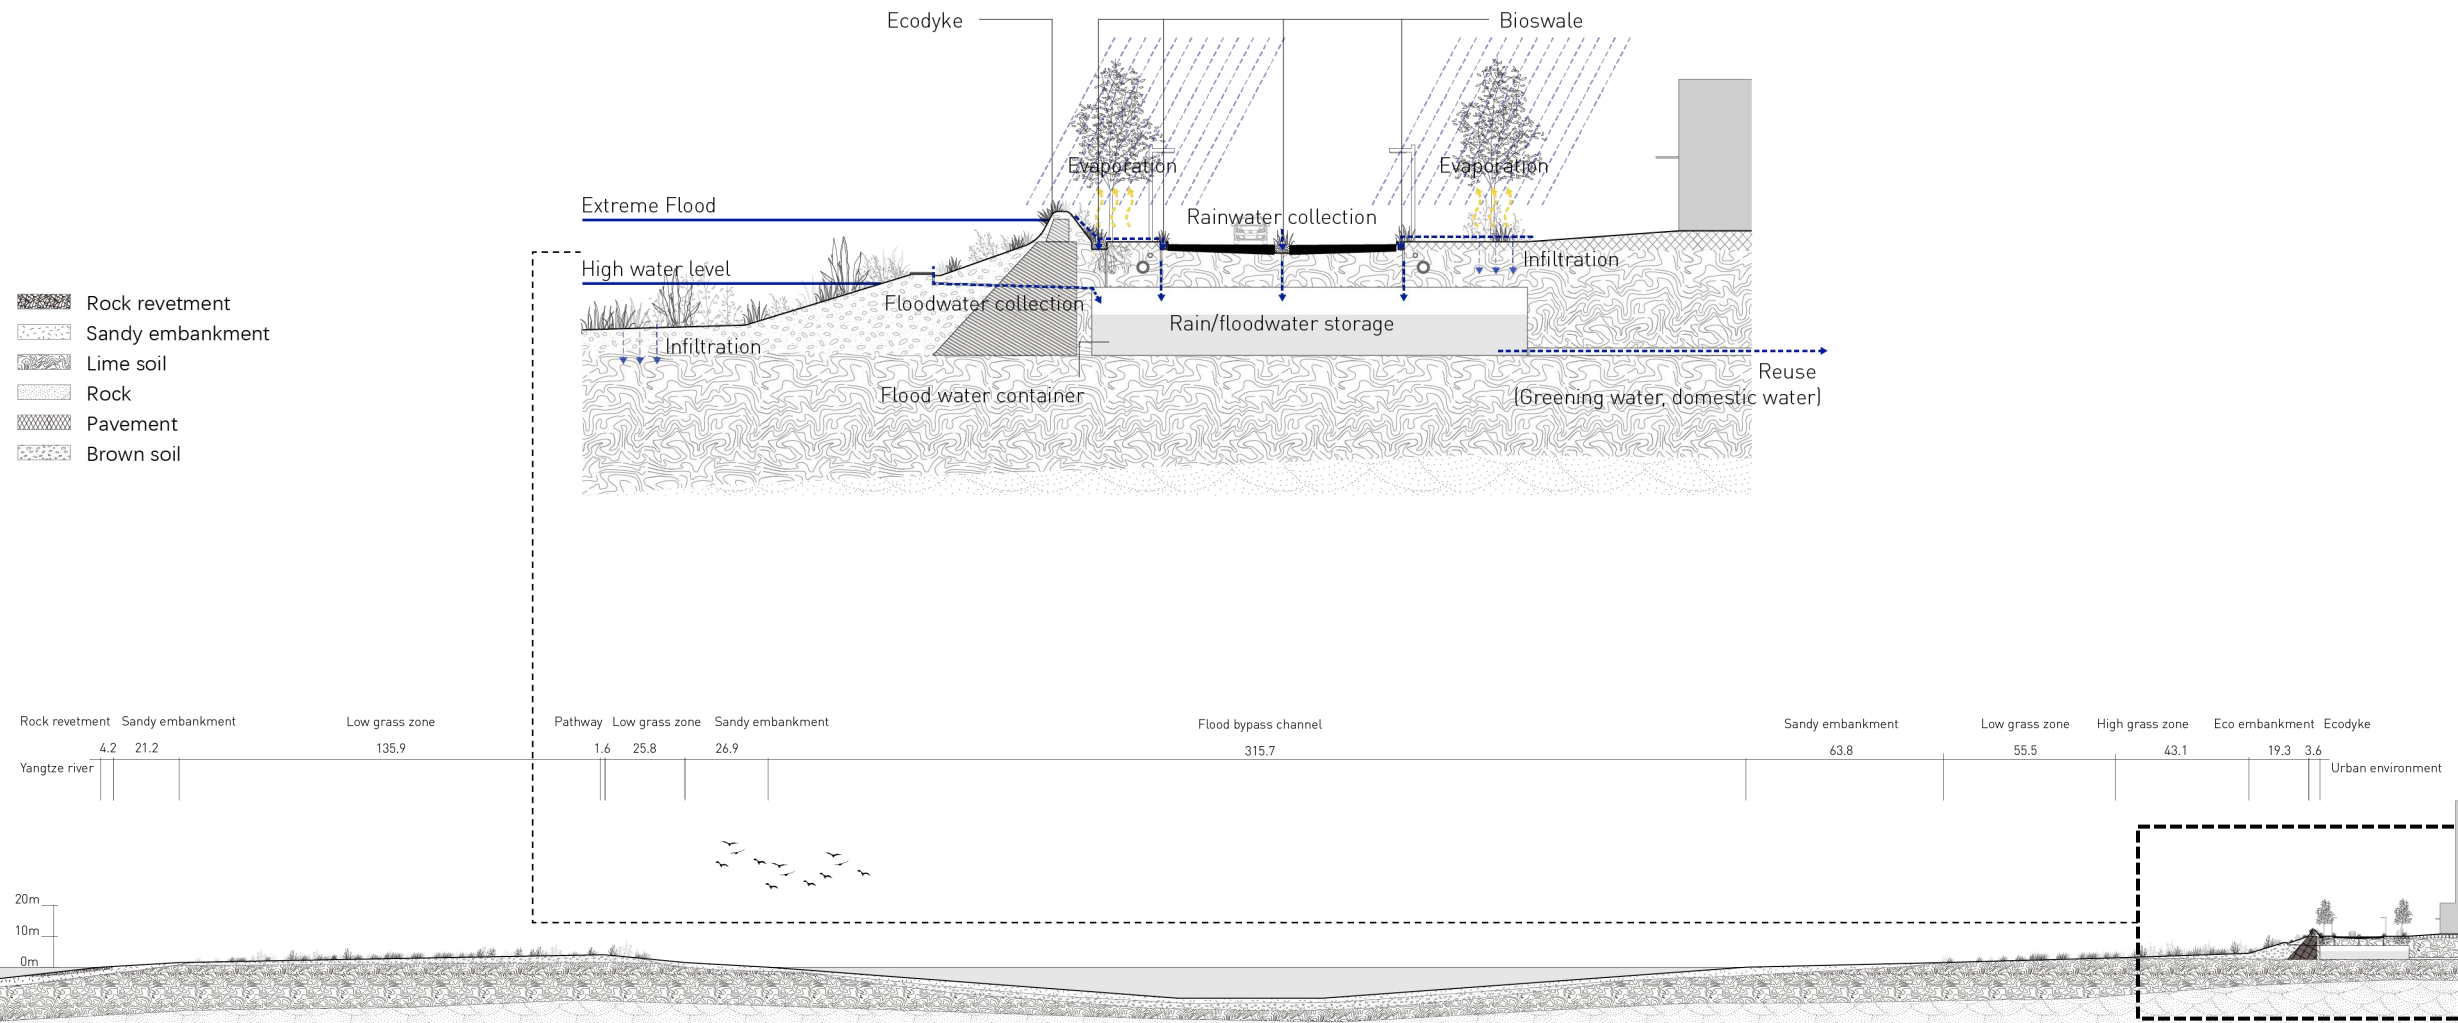 Ecodyke
Bioswale
Evaporation
Evaporation
Extreme Flood
Rainwater collection
High water level
Infiltration
Floodwater collection
Rain/floodwater storage
Infiltration
Reuse
Flood water container
(Greening water, domestic water)
Rock revetment
Sandy embankment
Lime soil
Rock
Pavement
Brown soil
Rock revetment Sandy embankment Low grass zone Pathway Low grass zone Sandy embankment Flood bypass channel Sandy embankment Low grass zone High grass zone Eco embankment Ecodyke
4.2 21.2 135.9 1.6 25.8 26.9 315.7 63.8 55.5 43.1 19.3 3.6
Yangtze river
Urban environment
20m
10m
0m